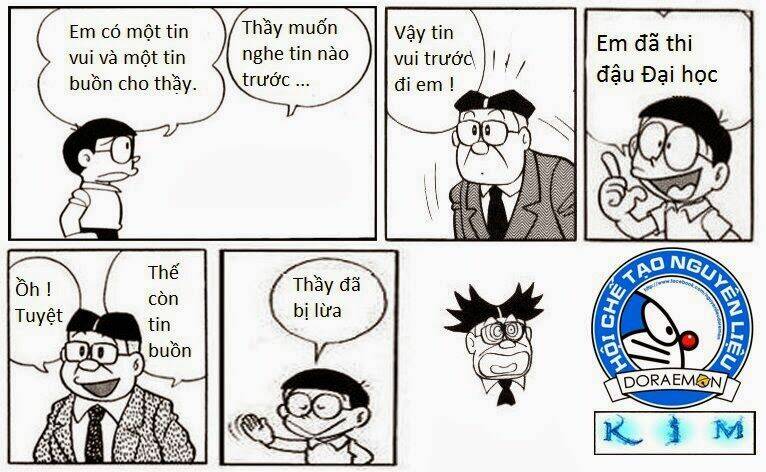 Em có một tin
vui và một tin
buồn cho thầy.
Thầy muốn
nghe tin nào
trước ...
Vậy tin
vui trước
đi em !
Em đã thi
đậu Đại học
Ồh !
Tuyệt
Thế
còn
tin
buồn
Thầy đã
bị lừa
HỘI CHẾ TẠO NGUYÊN LIỆU
DORAEMON
KIM